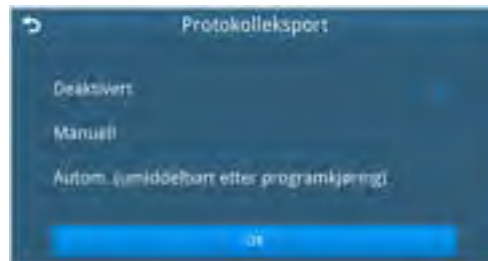 Protokolleksport
Deaktivert
Manuell
Autom. (umiddelbart etter programkjøring)
OK